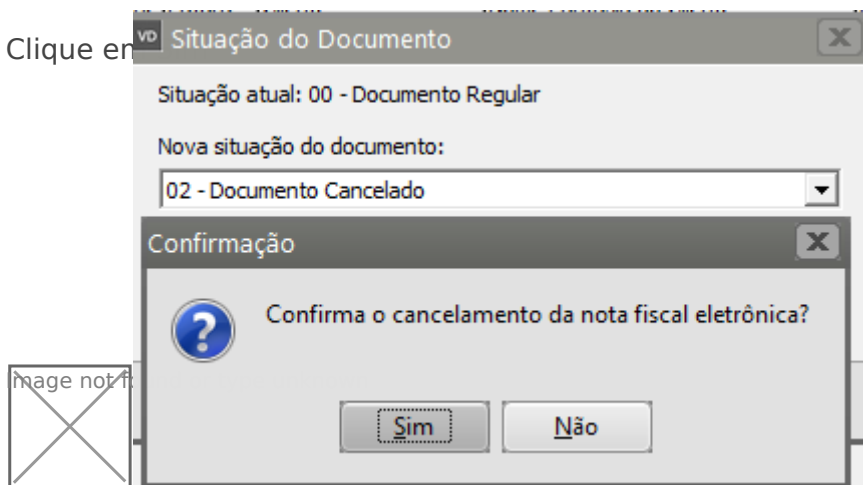 VD Situação do Documento
Clique en
Situação atual: 00 - Documento Regular
Nova situação do documento:
02 - Documento Cancelado
Confirmação
Confirma o cancelamento da nota fiscal eletrônica?
Image not f
Sim Não